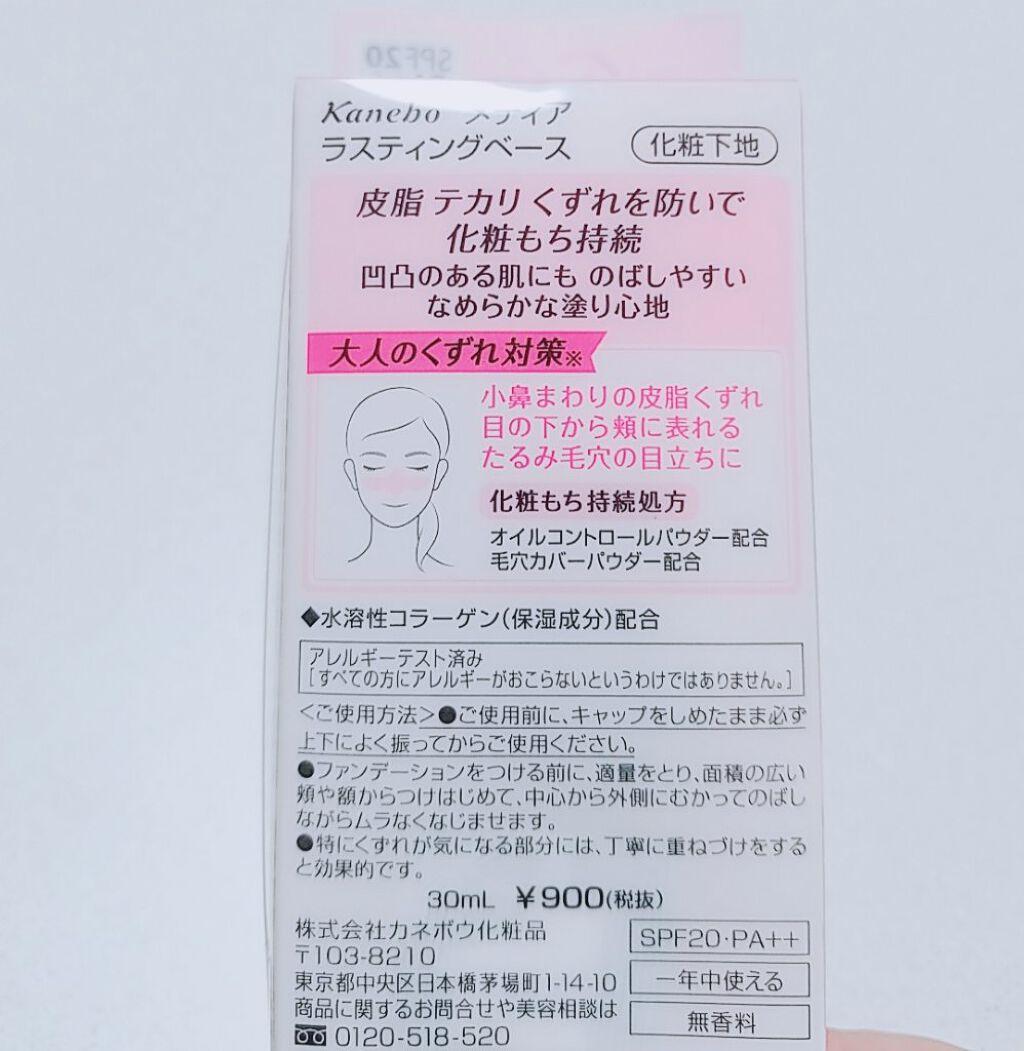 SPF20
Kanebo メディア
ラスティングベース
化粧下地
皮脂 テカリ くずれを防いで
化粧もち持続
凹凸のある肌にも のばしやすい
なめらかな塗り心地
大人のくずれ対策※
小鼻まわりの皮脂くずれ
目の下から頬に表れる
たるみ毛穴の目立ちに
化粧もち持続処方
オイルコントロールパウダー配合
毛穴カバーパウダー配合
◆水溶性コラーゲン(保湿成分)配合
アレルギーテスト済み
[すべての方にアレルギーがおこらないというわけではありません。]
<ご使用方法>●ご使用前に、キャップをしめたまま必ず
上下によく振ってからご使用ください。
●ファンデーションをつける前に、適量をとり、面積の広い
頬や額からつけはじめて、中心から外側にむかってのばし
ながらムラなくなじませます。
●特にくずれが気になる部分には、丁寧に重ねづけをする
と効果的です。
30mL ¥900(税抜)
株式会社カネボウ化粧品
〒103-8210
東京都中央区日本橋茅場町1-14-10
商品に関するお問合せや美容相談は
0120-518-520
SPF20・PA++
一年中使える
無香料